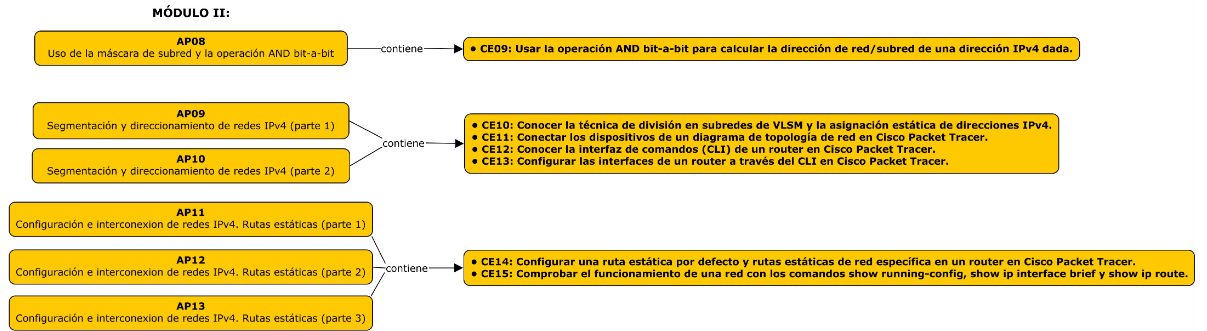 MÓDULO II:
AP08
Uso de la máscara de subred y la operación AND bit-a-bit
contiene
• CE09: Usar la operación AND bit-a-bit para calcular la dirección de red/subred de una dirección IPv4 dada.
AP09
Segmentación y direccionamiento de redes IPv4 (parte 1)
AP10
Segmentación y direccionamiento de redes IPv4 (parte 2)
contiene
• CE10: Conocer la técnica de división en subredes de VLSM y la asignación estática de direcciones IPv4.
• CE11: Conectar los dispositivos de un diagrama de topología de red en Cisco Packet Tracer.
• CE12: Conocer la interfaz de comandos (CLI) de un router en Cisco Packet Tracer.
• CE13: Configurar las interfaces de un router a través del CLI en Cisco Packet Tracer.
AP11
Configuración e interconexion de redes IPv4. Rutas estáticas (parte 1)
AP12
Configuración e interconexion de redes IPv4. Rutas estáticas (parte 2)
AP13
Configuración e interconexion de redes IPv4. Rutas estáticas (parte 3)
contiene
• CE14: Configurar una ruta estática por defecto y rutas estáticas de red específica en un router en Cisco Packet Tracer.
• CE15: Comprobar el funcionamiento de una red con los comandos show running-config, show ip interface brief y show ip route.